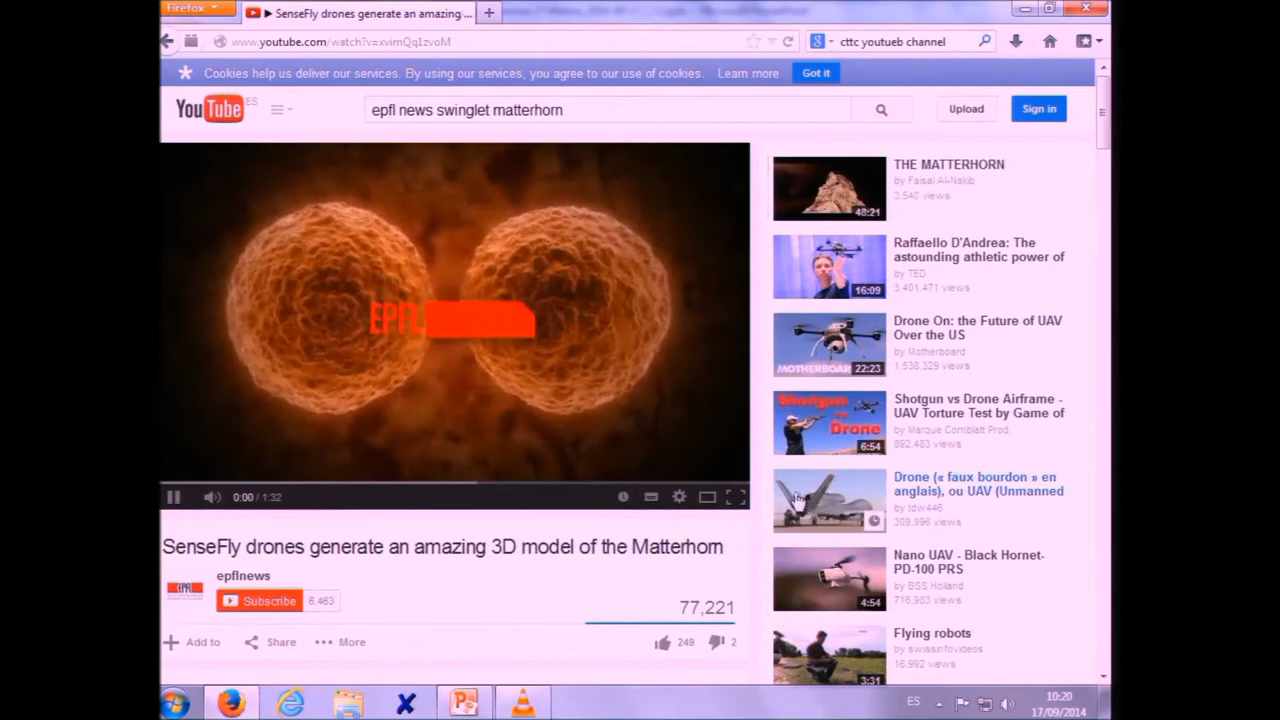 Firefox
SenseFly drones generate an amazing ...
www.youtube.com/watch?v=xvimQq1zvoM
cttc youtueb channel
Cookies help us deliver our services. By using our services, you agree to our use of cookies. Learn more Got it
YouTube ES
epfl news swinglet matterhorn
Upload
Sign in
EPFL
0:00 / 1:32
SenseFly drones generate an amazing 3D model of the Matterhorn
EPFL
epflnews
Subscribe 6,463
77,221
Add to Share More 249 2
THE MATTERHORN
by Faisal Al-Nakib
3,540 views
48:21
Raffaello D'Andrea: The
astounding athletic power of
by TED
3,401,471 views
16:09
Drone On: the Future of UAV
Over the US
by Motherboard
1,538,329 views
MOTHERBOAR 22:23
Shotgun vs Drone Airframe -
UAV Torture Test by Game of
by Marque Cornblatt Prod.
892,483 views
Shotgun
vs
Drone
6:54
Drone (« faux bourdon » en
anglais), ou UAV (Unmanned
by tdw446
309,996 views
Nano UAV - Black Hornet-
PD-100 PRS
by BSS Holland
716,983 views
4:54
Flying robots
by swissinfovideos
16,992 views
3:31
ES
10:20
17/09/2014